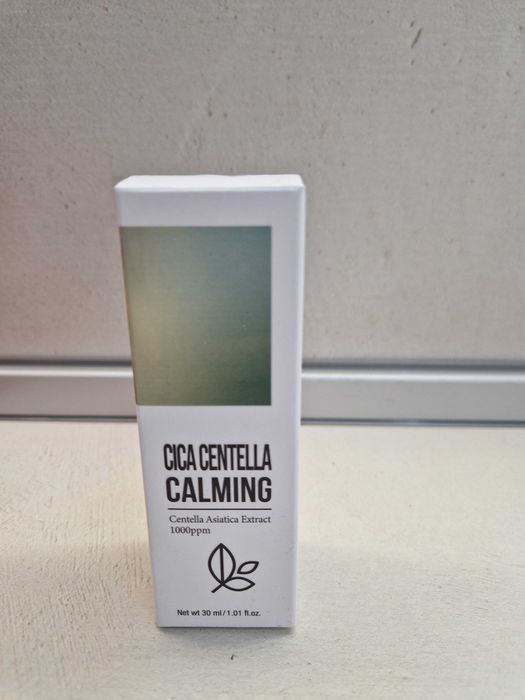 CICA CENTELLA
CALMING
Centella Asiatica Extract
1000ppm
Net wt 30 ml/1.01 fl.oz.